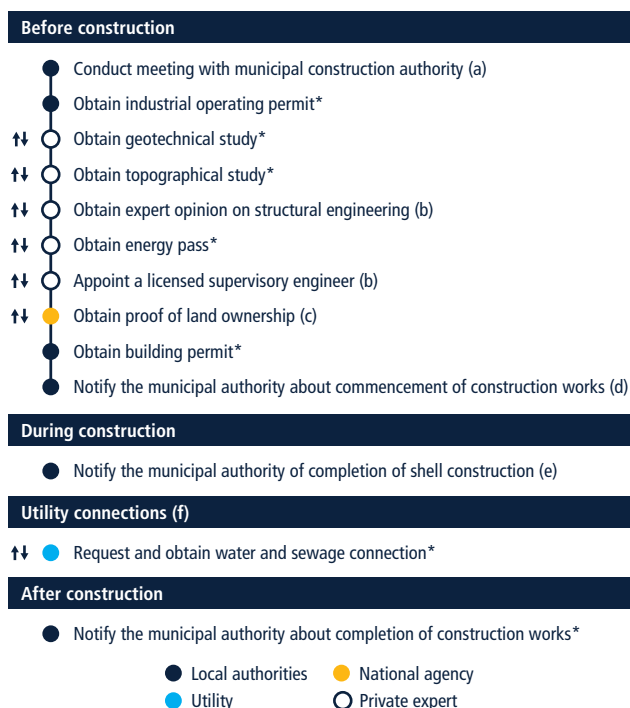 Before construction
Conduct meeting with municipal construction authority (a)
Obtain industrial operating permit*
Obtain geotechnical study*
Obtain topographical study*
Obtain expert opinion on structural engineering (b)
Obtain energy pass*
Appoint a licensed supervisory engineer (b)
Obtain proof of land ownership (c)
Obtain building permit*
Notify the municipal authority about commencement of construction works (d)
During construction
Notify the municipal authority of completion of shell construction (e)
Utility connections (f)
Request and obtain water and sewage connection*
After construction
Notify the municipal authority about completion of construction works*
Local authorities National agency
Utility Private expert